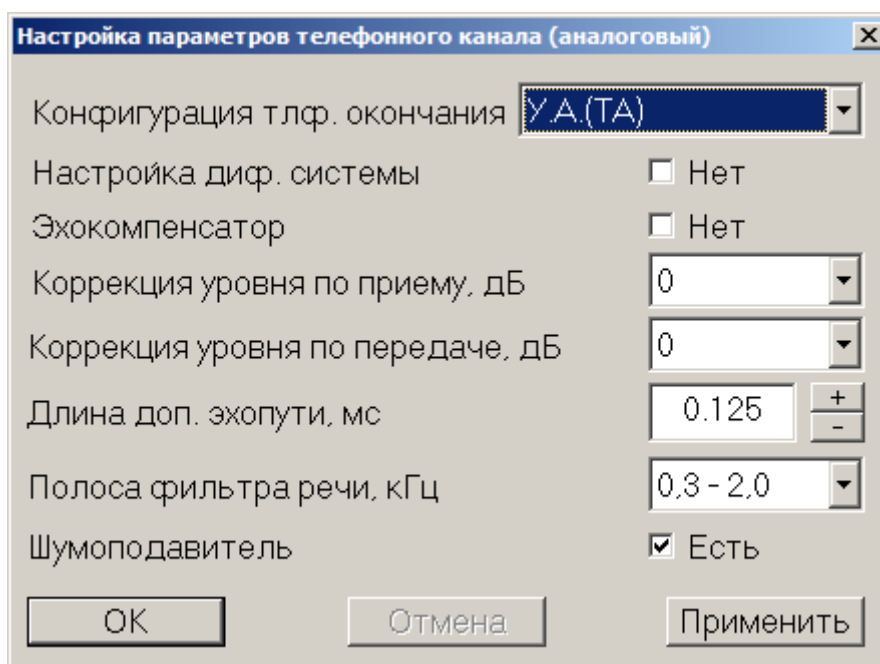 Настройка параметров телефонного канала (аналоговый)
Конфигурация тлф. окончания У.А.(ТА)
Настройка диф. системы Нет
Эхокомпенсатор Нет
Коррекция уровня по приему, дБ 0
Коррекция уровня по передаче, дБ 0
Длина доп. эхопути, мс 0.125 + -
Полоса фильтра речи, кГц 0,3 - 2,0
Шумоподавитель Есть
ОК Отмена Применить